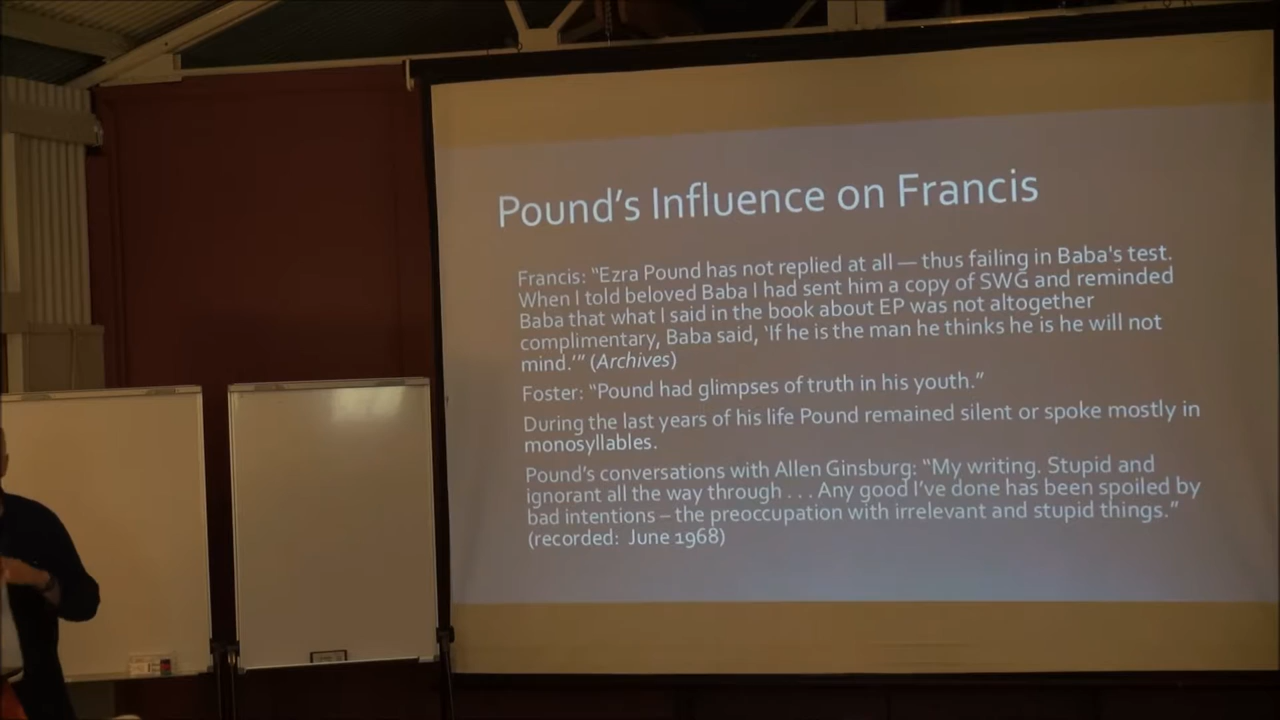 Pound's Influence on Francis
Francis: “Ezra Pound has not replied at all — thus failing in Baba's test.
When I told beloved Baba I had sent him a copy of SWG and reminded
Baba that what I said in the book about EP was not altogether
complimentary, Baba said, ‘If he is the man he thinks he is he will not
mind.’” (Archives)
Foster: “Pound had glimpses of truth in his youth.”
During the last years of his life Pound remained silent or spoke mostly in
monosyllables.
Pound's conversations with Allen Ginsburg: “My writing. Stupid and
ignorant all the way through . . . Any good I've done has been spoiled by
bad intentions – the preoccupation with irrelevant and stupid things.”
(recorded: June 1968)